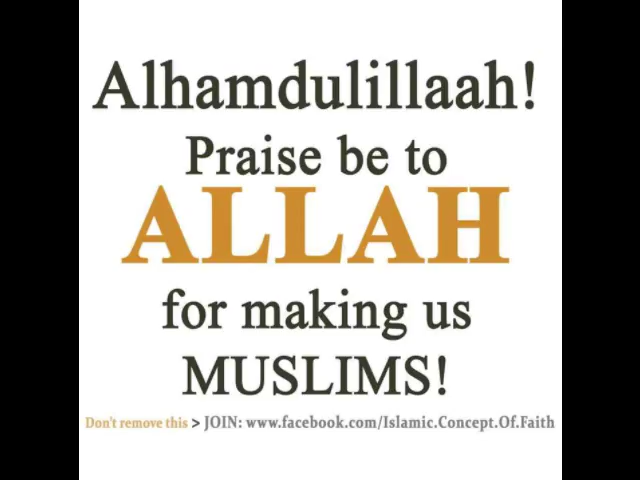 Alhamdulillaah!
Praise be to
ALLAH
for making us
MUSLIMS!
Don't remove this > JOIN: www.facebook.com/Islamic.Concept.Of.Faith